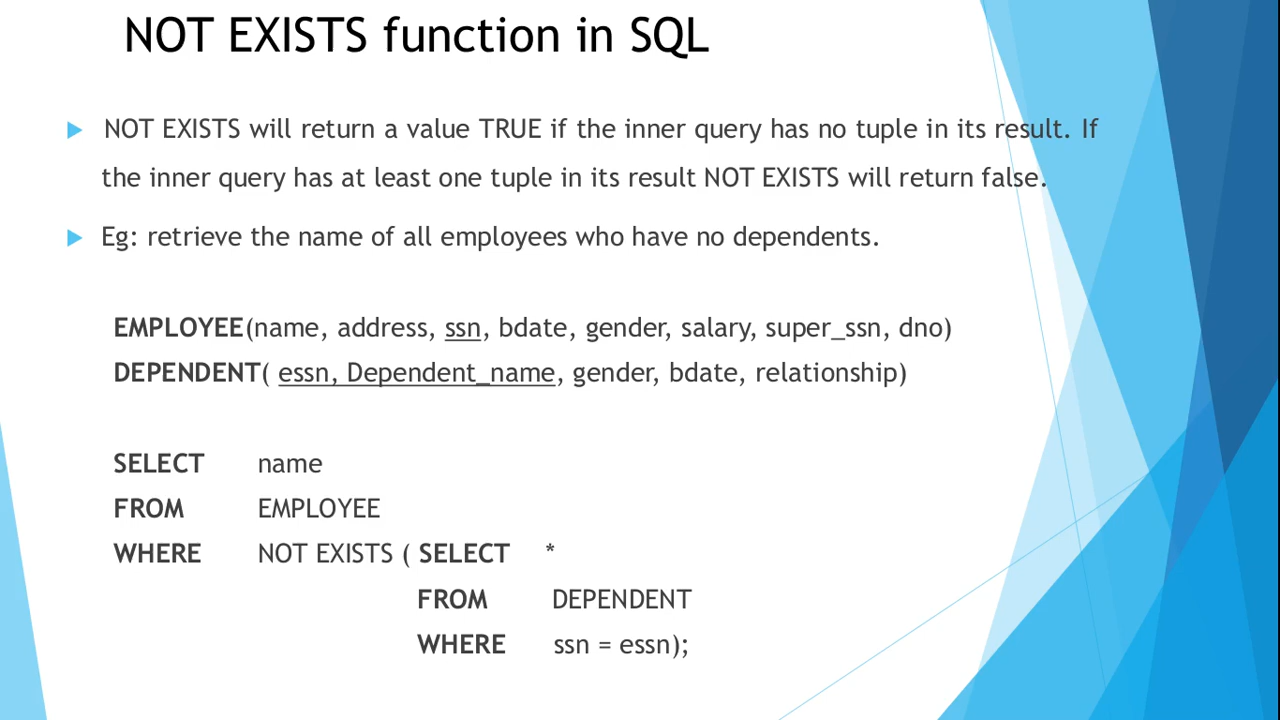 NOT EXISTS function in SQL
NOT EXISTS will return a value TRUE if the inner query has no tuple in its result. If
the inner query has at least one tuple in its result NOT EXISTS will return false.
Eg: retrieve the name of all employees who have no dependents.
EMPLOYEE(name, address, ssn, bdate, gender, salary, super_ssn, dno)
DEPENDENT( essn, Dependent_name, gender, bdate, relationship)
SELECT name
FROM EMPLOYEE
WHERE NOT EXISTS ( SELECT *
FROM DEPENDENT
WHERE ssn = essn);